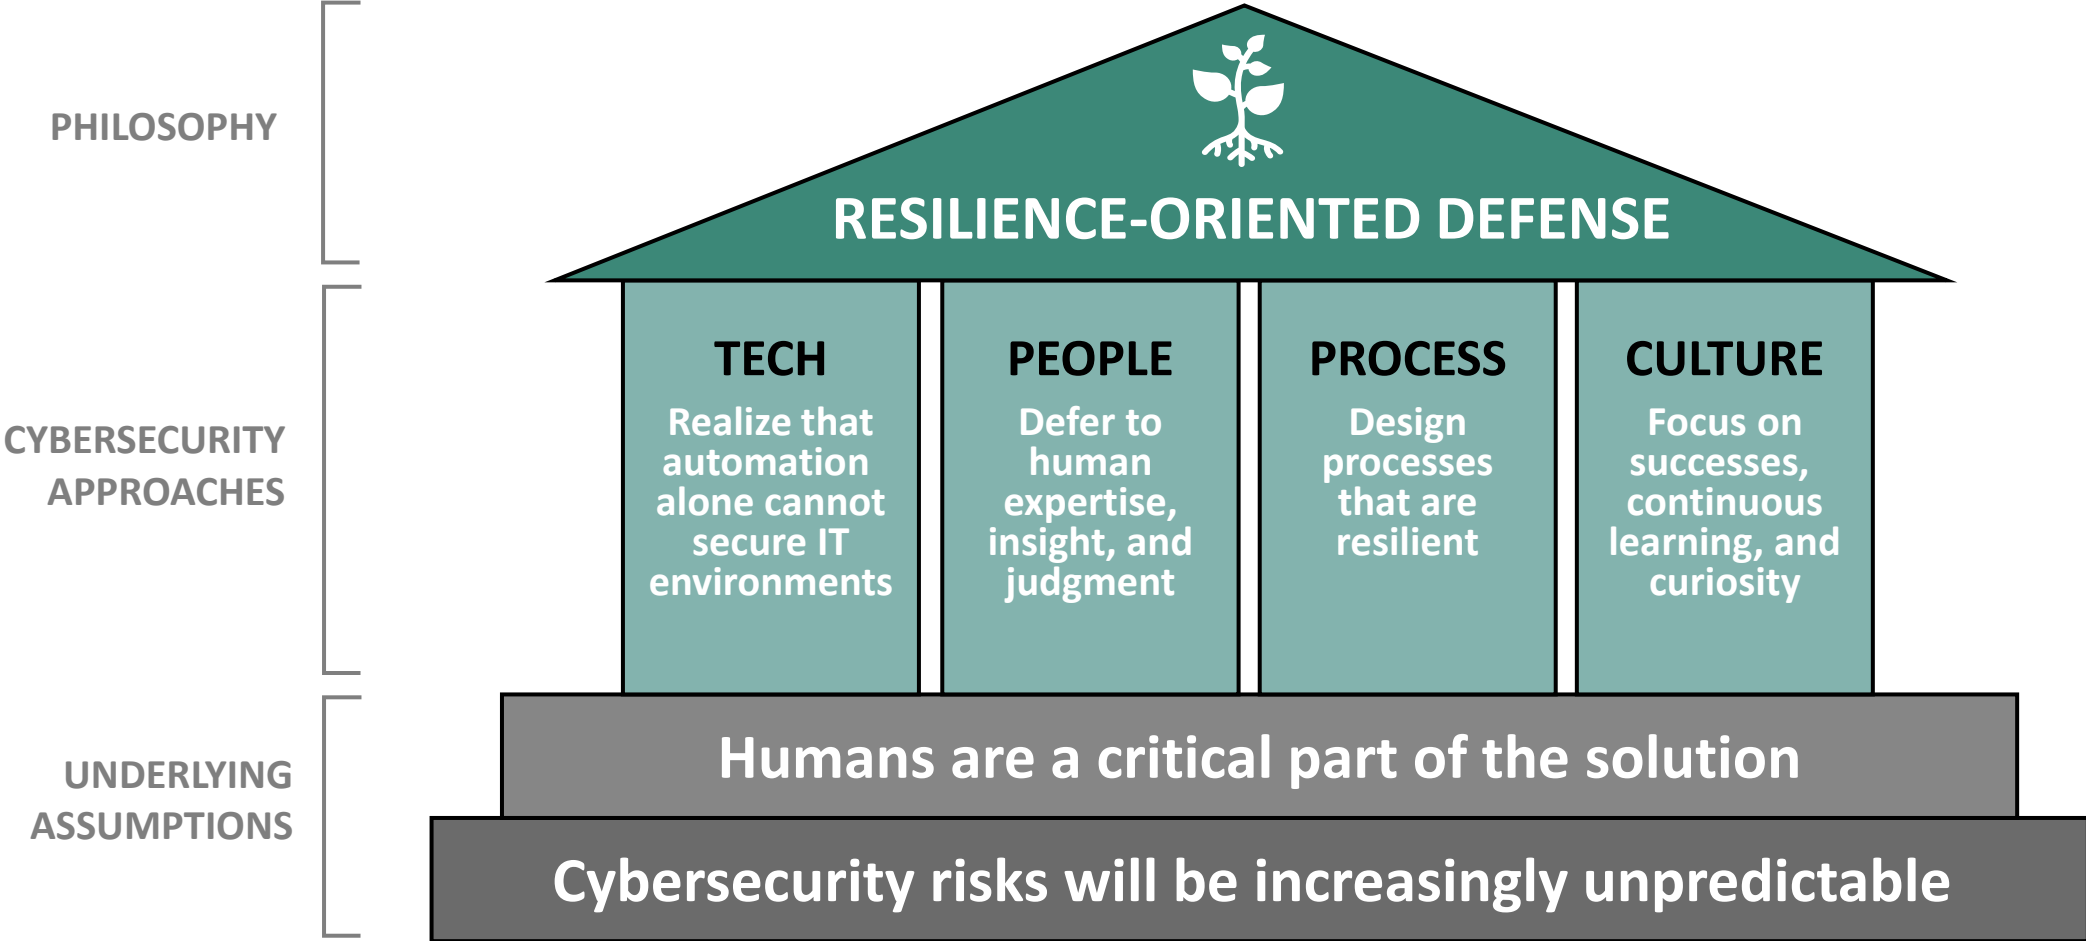 PHILOSOPHY
RESILIENCE-ORIENTED DEFENSE
CYBERSECURITY
APPROACHES
TECH
Realize that
automation
alone cannot
secure IT
environments
PEOPLE
Defer to
human
expertise,
insight, and
judgment
PROCESS
Design
processes
that are
resilient
CULTURE
Focus on
successes,
continuous
learning, and
curiosity
UNDERLYING
ASSUMPTIONS
Humans are a critical part of the solution
Cybersecurity risks will be increasingly unpredictable